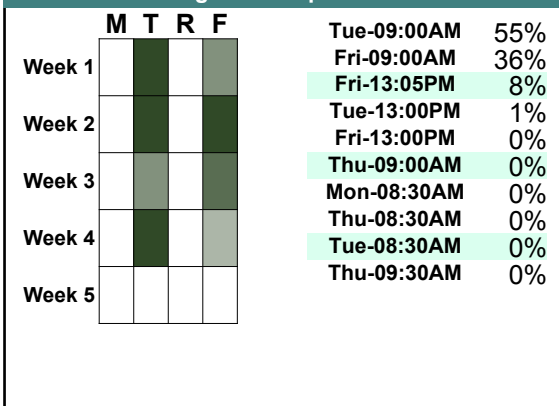 M T R F
Week 1
Week 2
Week 3
Week 4
Week 5
Tue-09:00AM 55%
Fri-09:00AM 36%
Fri-13:05PM 8%
Tue-13:00PM 1%
Fri-13:00PM 0%
Thu-09:00AM 0%
Mon-08:30AM 0%
Thu-08:30AM 0%
Tue-08:30AM 0%
Thu-09:30AM 0%